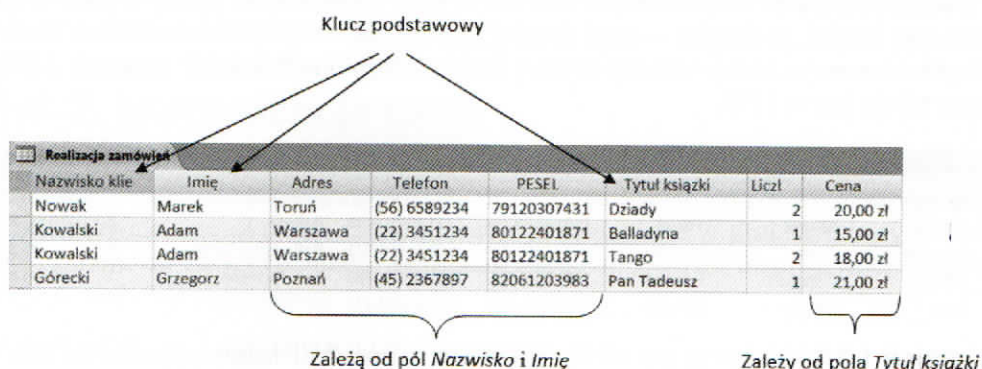 Klucz podstawowy
Realizacja zamówień
Nazwisko klie Imię Adres Telefon PESEL Tytuł książki Liczl Cena
Nowak Marek Toruń (56) 6589234 79120307431 Dziady 2 20,00 zł
Kowalski Adam Warszawa (22) 3451234 80122401871 Balladyna 1 15,00 zł
Kowalski Adam Warszawa (22) 3451234 80122401871 Tango 2 18,00 zł
Górecki Grzegorz Poznań (45) 2367897 82061203983 Pan Tadeusz 1 21,00 zł
Zależą od pól Nazwisko i Imię Zależy od pola Tytuł książki